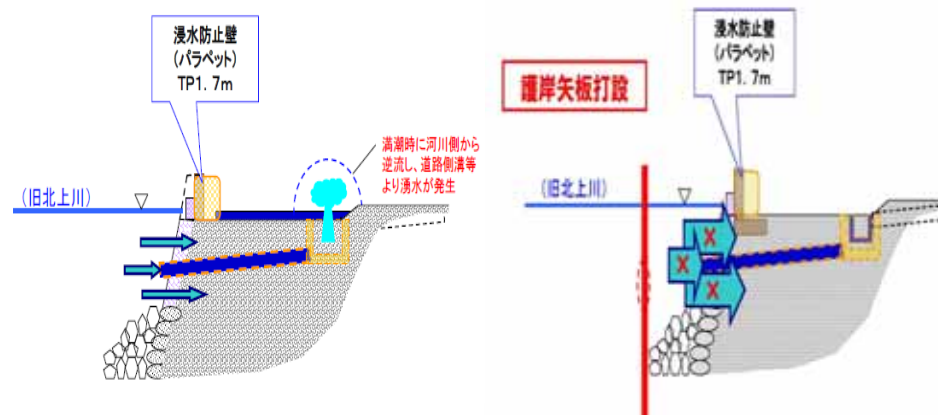 浸水防止壁
(パラペット)
TP1. 7m
満潮時に河川側から
逆流し、道路側溝等
より湧水が発生
(旧北上川)
浸水防止壁
(パラペット)
TP1. 7m
護岸矢板打設
(旧北上川)
X
X
X